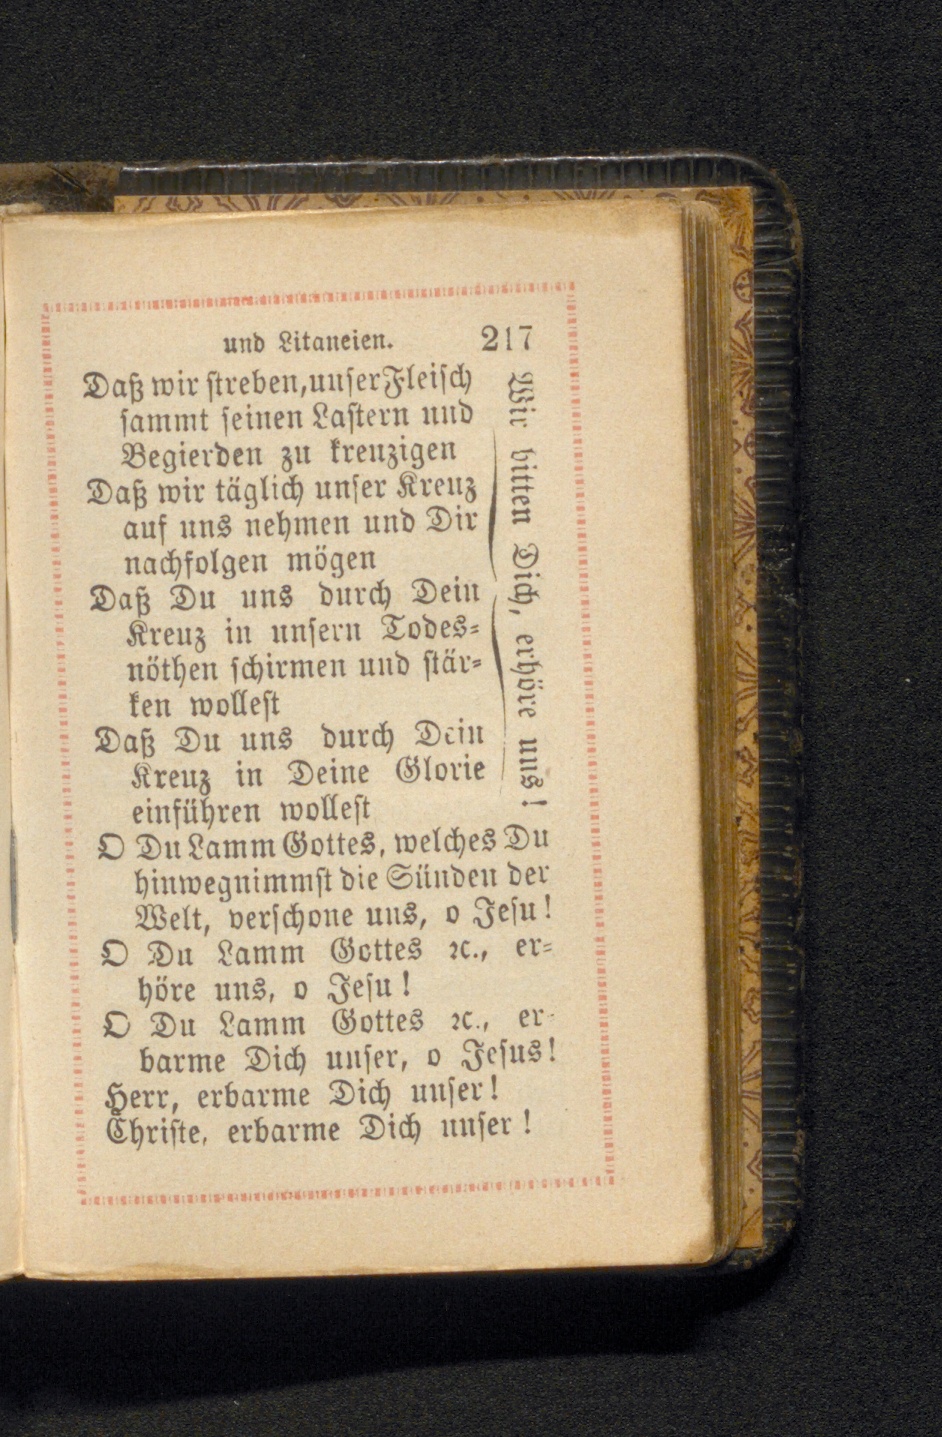 und Litaneien. 217
Daß wir streben, unser Fleisch
sammt seinen Lastern und
Begierden zu kreuzigen
Daß wir täglich unser Kreuz
auf uns nehmen und Dir
nachfolgen mögen
Daß Du uns durch Dein
Kreuz in unsern Todes-
nöthen schirmen und stär-
ken wollest
Daß Du uns durch Dein
Kreuz in Deine Glorie
einführen wollest
Wir bitten Dich, erhöre uns!
O Du Lamm Gottes, welches Du
hinwegnimmst die Sünden der
Welt, verschone uns, o Jesu!
O Du Lamm Gottes ꝛc., er-
höre uns, o Jesu!
O Du Lamm Gottes ꝛc., er-
barme Dich unser, o Jesus!
Herr, erbarme Dich unser!
Christe, erbarme Dich unser!